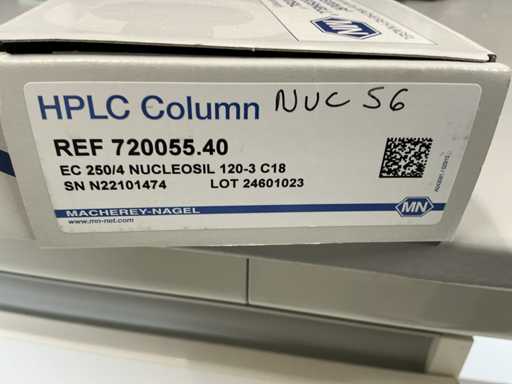 MN
HPLC Column NUC 56
REF 720055.40
EC 250/4 NUCLEOSIL 120-3 C18
SN N22101474 LOT 24601023
MACHEREY-NAGEL
www.mn-net.com
MN